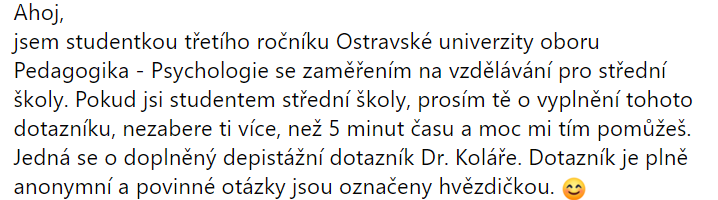 Ahoj,
jsem studentkou třetího ročníku Ostravské univerzity oboru
Pedagogika - Psychologie se zaměřením na vzdělávání pro střední
školy. Pokud jsi studentem střední školy, prosím tě o vyplnění tohoto
dotazníku, nezabere ti více, než 5 minut času a moc mi tím pomůžeš.
Jedná se o doplněný depistážní dotazník Dr. Koláře. Dotazník je plně
anonymní a povinné otázky jsou označeny hvězdičkou. 😊